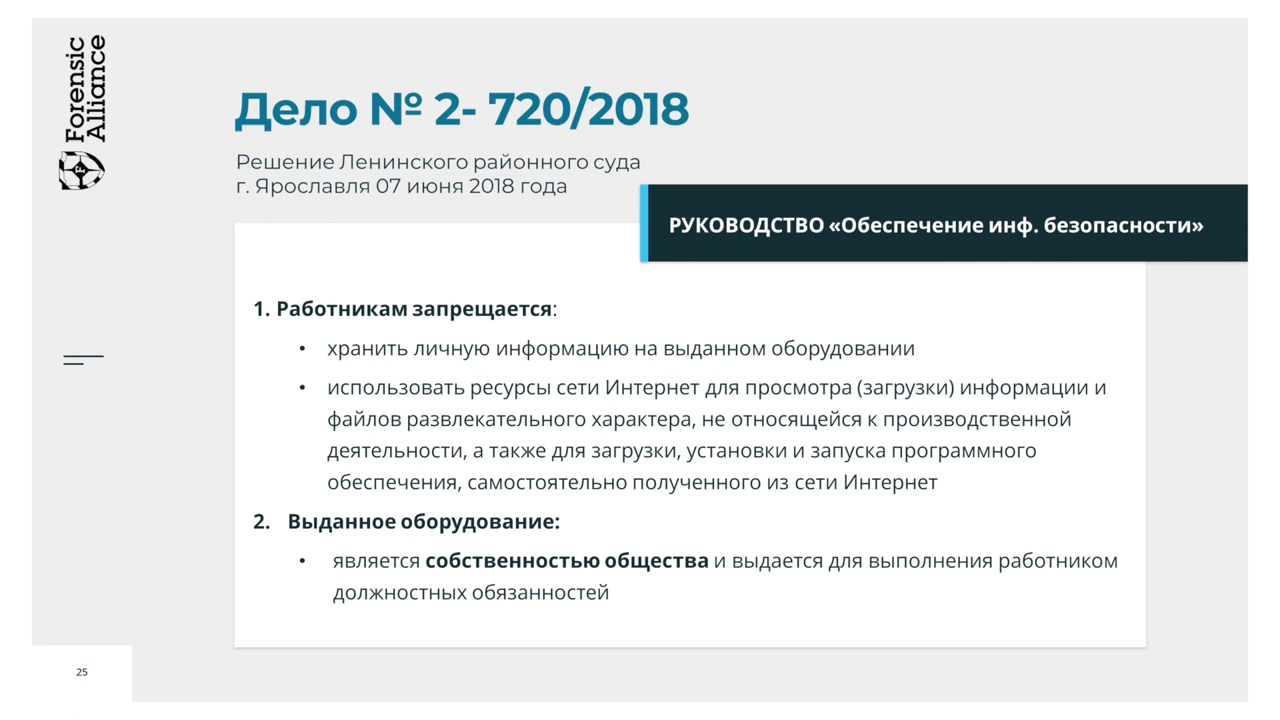 Forensic
Alliance
Дело № 2- 720/2018
Решение Ленинского районного суда
г. Ярославля 07 июня 2018 года
РУКОВОДСТВО «Обеспечение инф. безопасности»
1. Работникам запрещается:
• хранить личную информацию на выданном оборудовании
• использовать ресурсы сети Интернет для просмотра (загрузки) информации и
файлов развлекательного характера, не относящейся к производственной
деятельности, а также для загрузки, установки и запуска программного
обеспечения, самостоятельно полученного из сети Интернет
2. Выданное оборудование:
• является собственностью общества и выдается для выполнения работником
должностных обязанностей
25